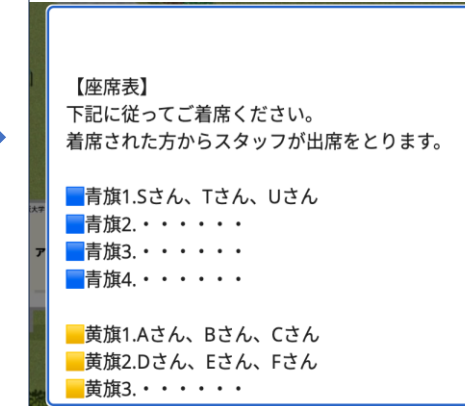 【座席表】
下記に従ってご着席ください。
着席された方からスタッフが出席をとります。
🟦青旗1.Sさん、Tさん、Uさん
🟦青旗2.・・・・・・
🟦青旗3.・・・・・・
🟦青旗4.・・・・・・
🟨黄旗1.Aさん、Bさん、Cさん
🟨黄旗2.Dさん、Eさん、Fさん
🟨黄旗3.・・・・・・